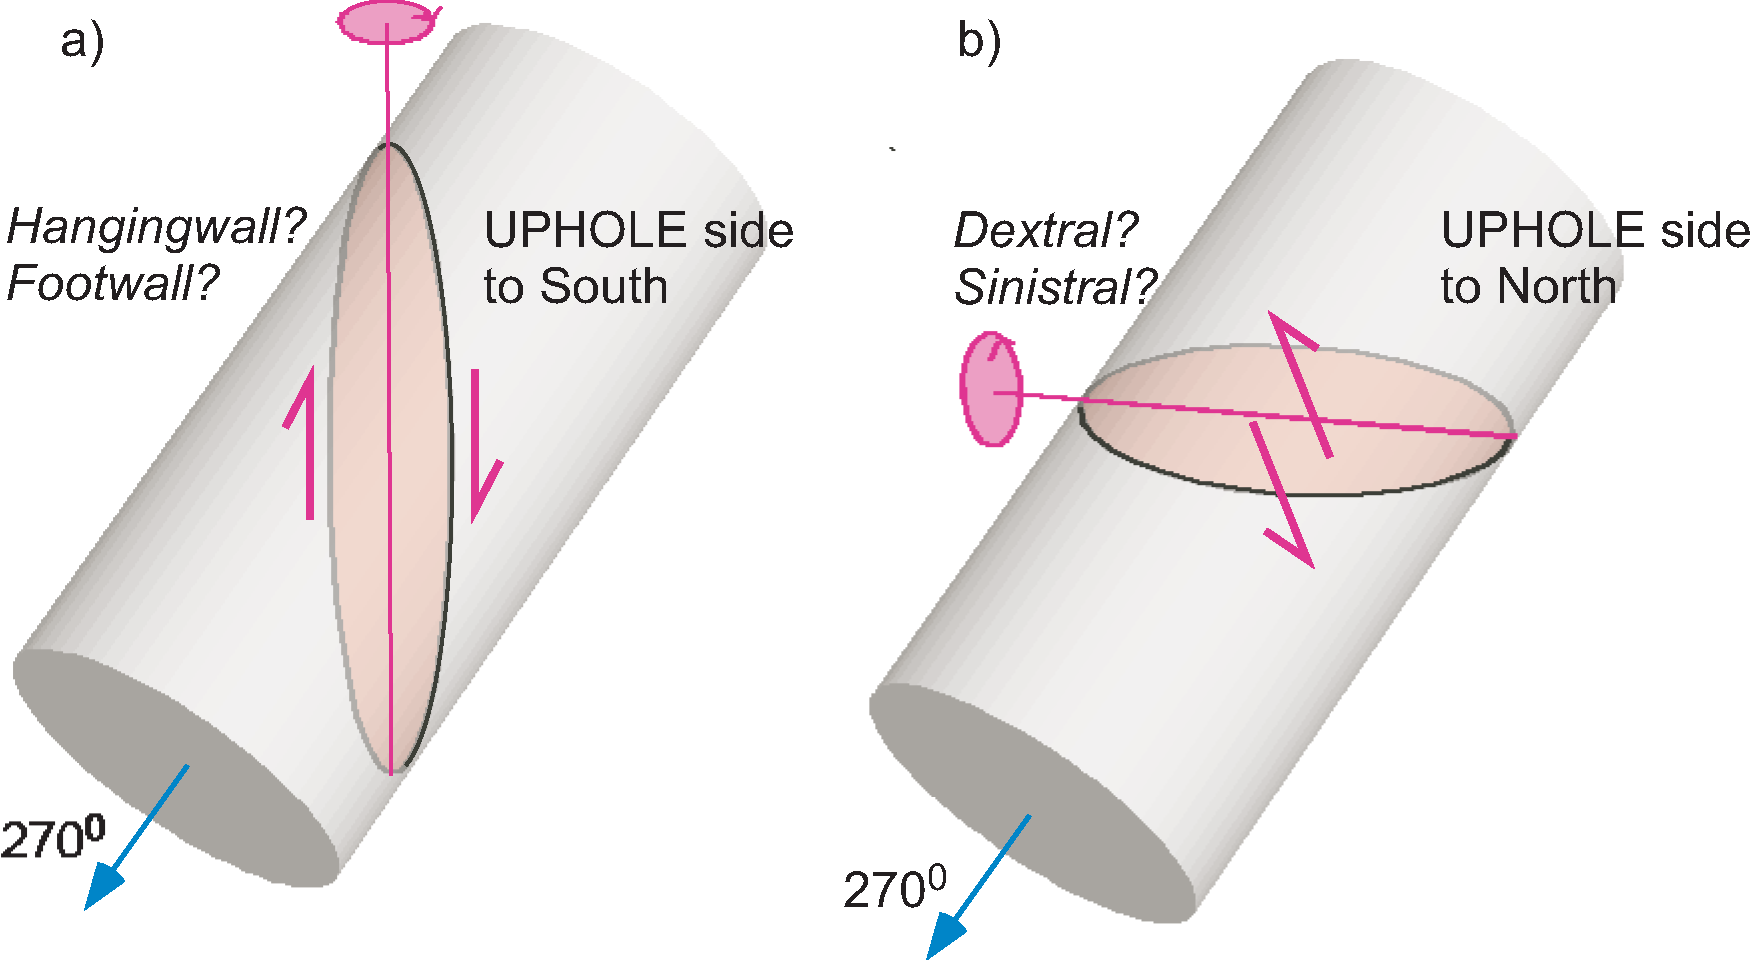 a)
Hangingwall?
Footwall?
UPHOLE side
to South
270⁰
b)
Dextral?
Sinistral?
UPHOLE side
to North
270⁰